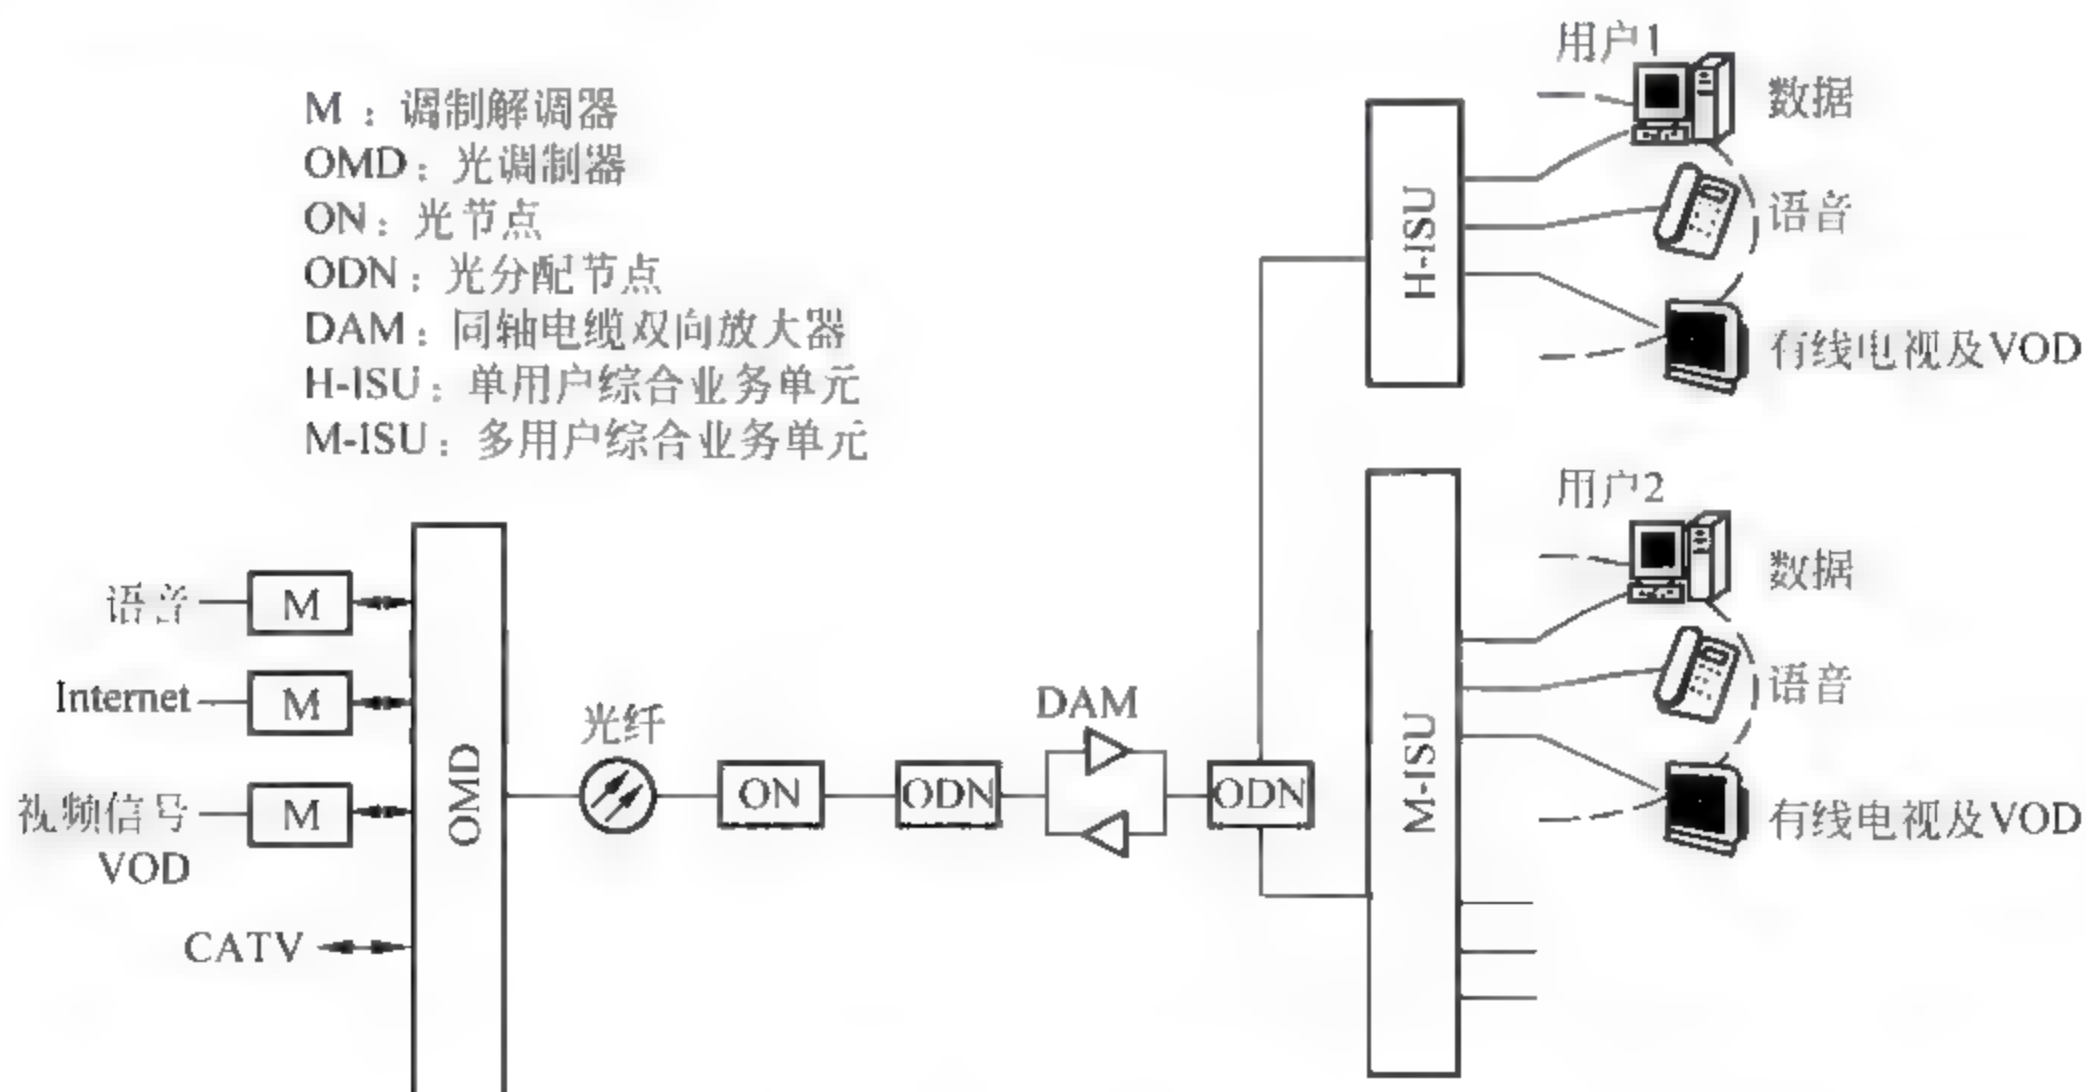 M：调制解调器
OMD：光调制器
ON：光节点
ODN：光分配节点
DAM：同轴电缆双向放大器
H-ISU：单用户综合业务单元
M-ISU：多用户综合业务单元
语音
M
Internet
M
视频信号
VOD
M
CATV
OMD
光纤
ON
ODN
DAM
ODN
H-ISU
用户1
数据
语音
有线电视及VOD
M-ISU
用户2
数据
语音
有线电视及VOD